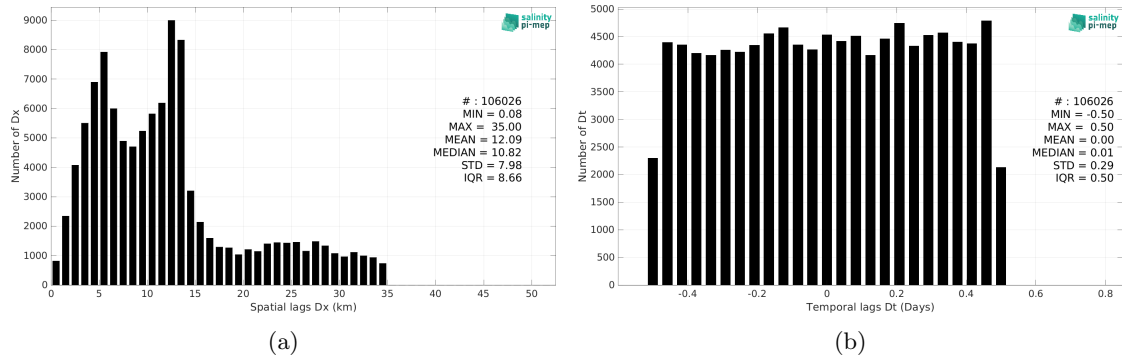 9000
8000
7000
6000
5000
4000
3000
2000
1000
0
Number of Dx
salinity
pi-mep
# : 106026
MIN = 0.08
MAX = 35.00
MEAN = 12.09
MEDIAN = 10.82
STD = 7.98
IQR = 8.66
0 5 10 15 20 25 30 35 40 45 50
Spatial lags Dx (km)
(a)
5000
4500
4000
3500
3000
2500
2000
1500
1000
500
0
Number of Dt
salinity
pi-mep
# : 106026
MIN = -0.50
MAX = 0.50
MEAN = 0.00
MEDIAN = 0.01
STD = 0.29
IQR = 0.50
-0.4 -0.2 0 0.2 0.4 0.6 0.8
Temporal lags Dt (Days)
(b)